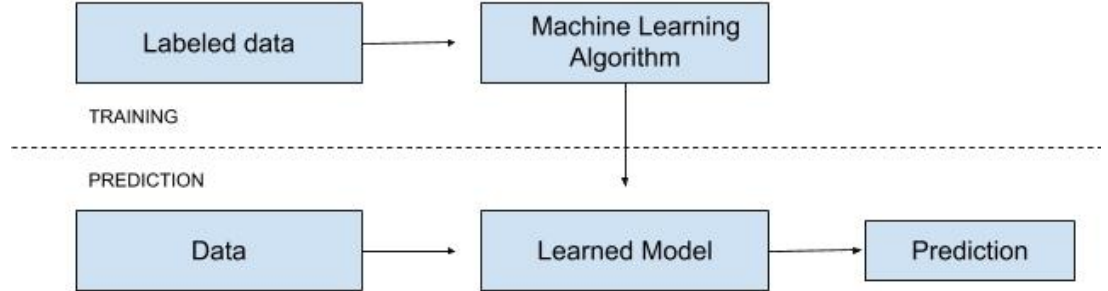 Labeled data
Machine Learning
Algorithm
TRAINING
PREDICTION
Data
Learned Model
Prediction